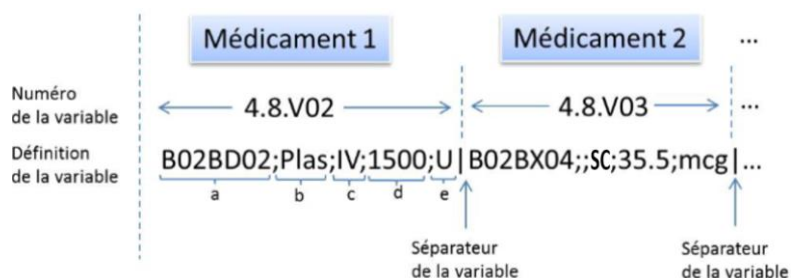 Médicament 1
Médicament 2
...
Numéro
de la variable
4.8.V02
4.8.V03
...
Définition
de la variable
B02BD02;Plas;IV;1500;U|B02BX04;;SC;35.5;mcg|...
a
b
c
d
e
Séparateur
de la variable
Séparateur
de la variable